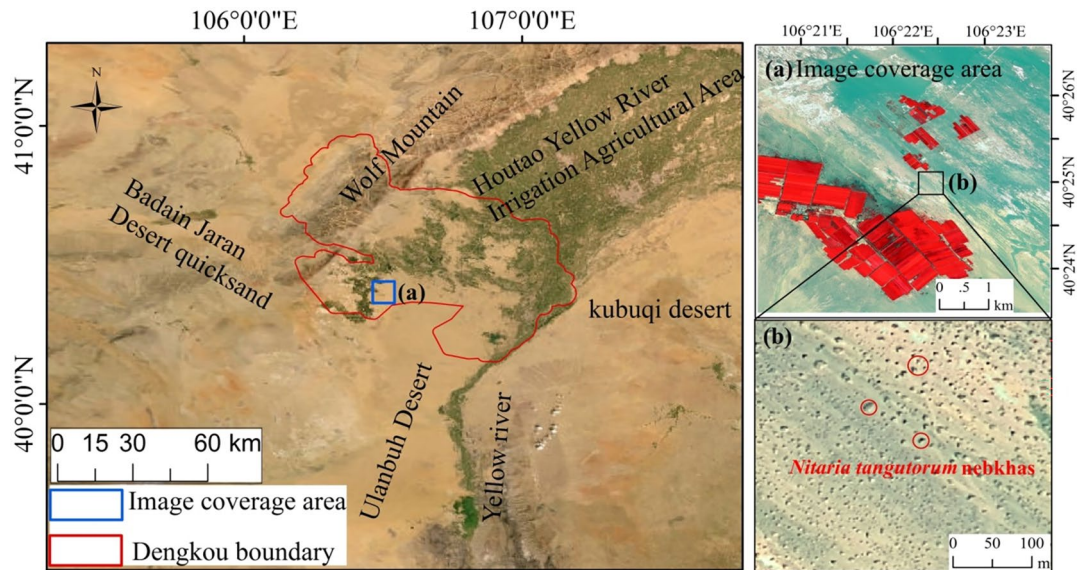 106°0'0"E
107°0'0"E
41°0'0"N
40°0'0"N
N
Wolf Mountain
Houtao Yellow River
Irrigation Agricultural Area
Badain Jaran
Desert quicksand
(a)
kubuqi desert
Ulanbuh Desert
Yellow river
0 15 30 60 km
Image coverage area
Dengkou boundary
106°21'E 106°22'E 106°23'E
(a) Image coverage area
40°26'N
40°25'N
40°24'N
(b)
0 .5 1
km
(b)
Nitaria tangutorum nebkhas
0 50 100
m